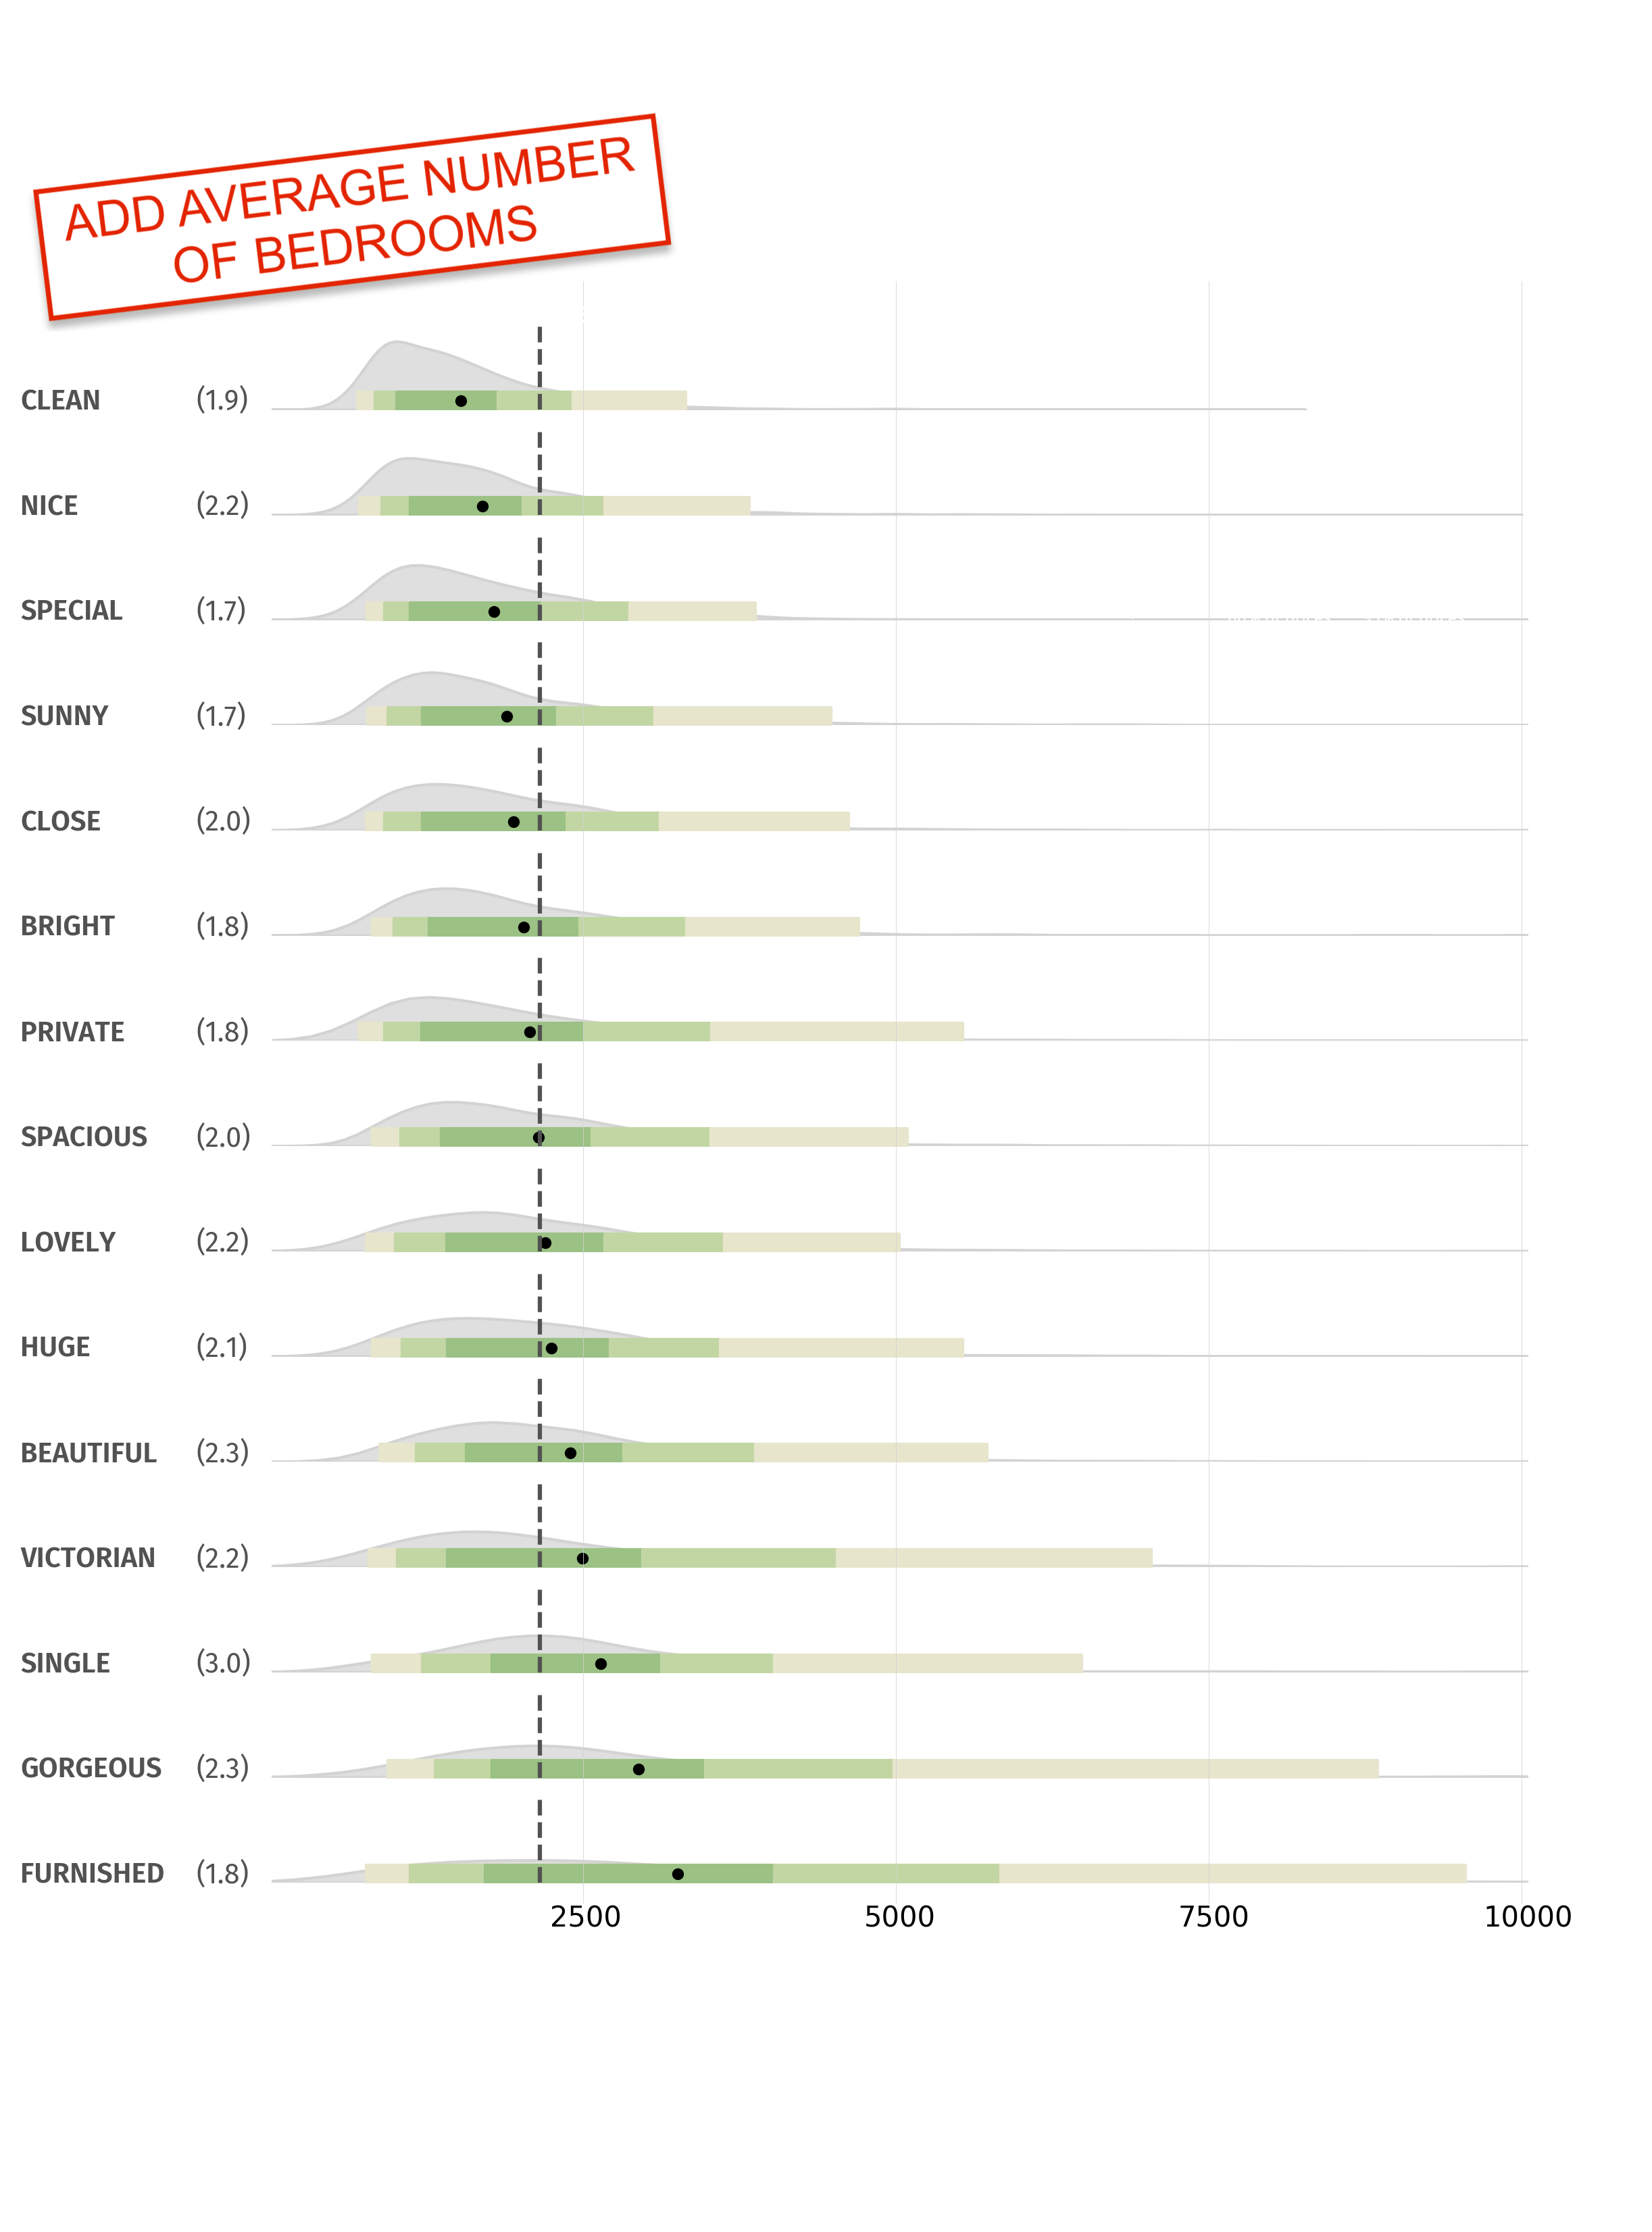 ADD AVERAGE NUMBER
OF BEDROOMS
CLEAN (1.9)
NICE (2.2)
SPECIAL (1.7)
SUNNY (1.7)
CLOSE (2.0)
BRIGHT (1.8)
PRIVATE (1.8)
SPACIOUS (2.0)
LOVELY (2.2)
HUGE (2.1)
BEAUTIFUL (2.3)
VICTORIAN (2.2)
SINGLE (3.0)
GORGEOUS (2.3)
FURNISHED (1.8)
2500 5000 7500 10000